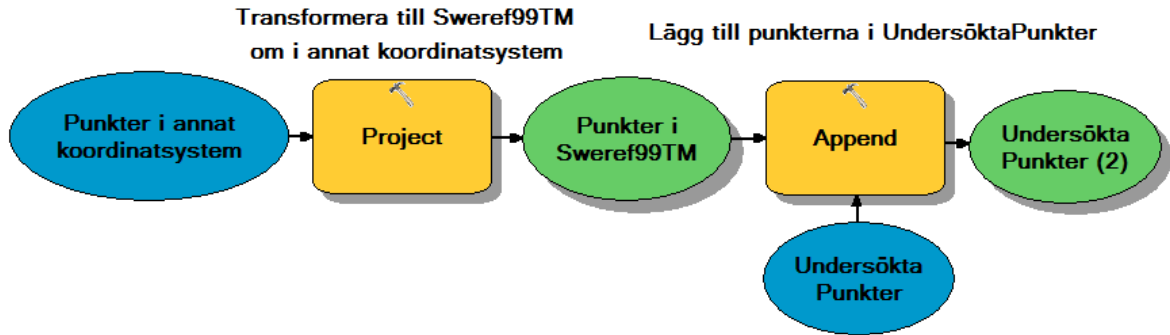 Transformera till Sweref99TM
om i annat koordinatsystem
Lägg till punkterna i UndersöktaPunkter
Punkter i annat
koordinatsystem
Project
Punkter i
Sweref99TM
Append
Undersökta
Punkter (2)
Undersökta
Punkter